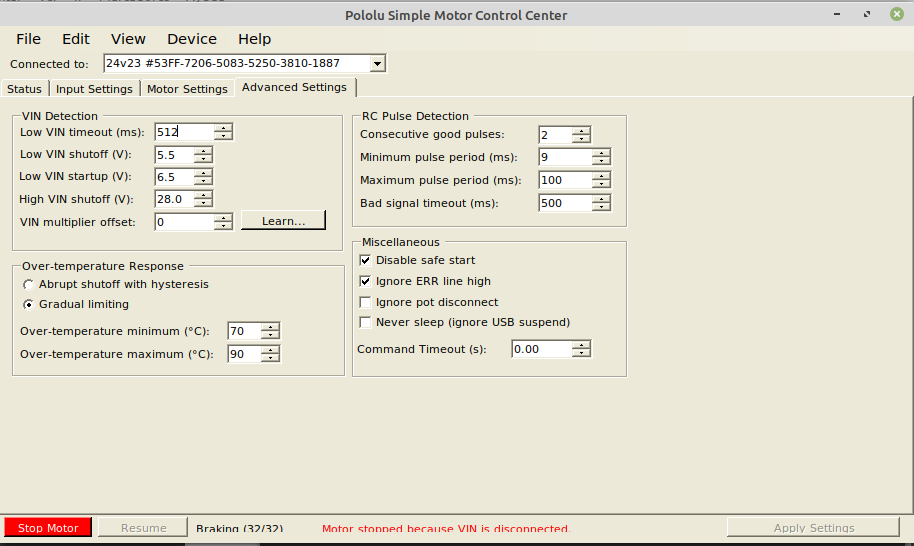 Pololu Simple Motor Control Center
File Edit View Device Help
Connected to: 24v23 #53FF-7206-5083-5250-3810-1887
Status Input Settings Motor Settings Advanced Settings
VIN Detection
Low VIN timeout (ms): 512
Low VIN shutoff (V): 5.5
Low VIN startup (V): 6.5
High VIN shutoff (V): 28.0
VIN multiplier offset: 0 Learn...
Over-temperature Response
Abrupt shutoff with hysteresis
Gradual limiting
Over-temperature minimum (°C): 70
Over-temperature maximum (°C): 90
RC Pulse Detection
Consecutive good pulses: 2
Minimum pulse period (ms): 9
Maximum pulse period (ms): 100
Bad signal timeout (ms): 500
Miscellaneous
Disable safe start
Ignore ERR line high
Ignore pot disconnect
Never sleep (ignore USB suspend)
Command Timeout (s): 0.00
Stop Motor Resume Braking (32/32) Motor stopped because VIN is disconnected. Apply Settings